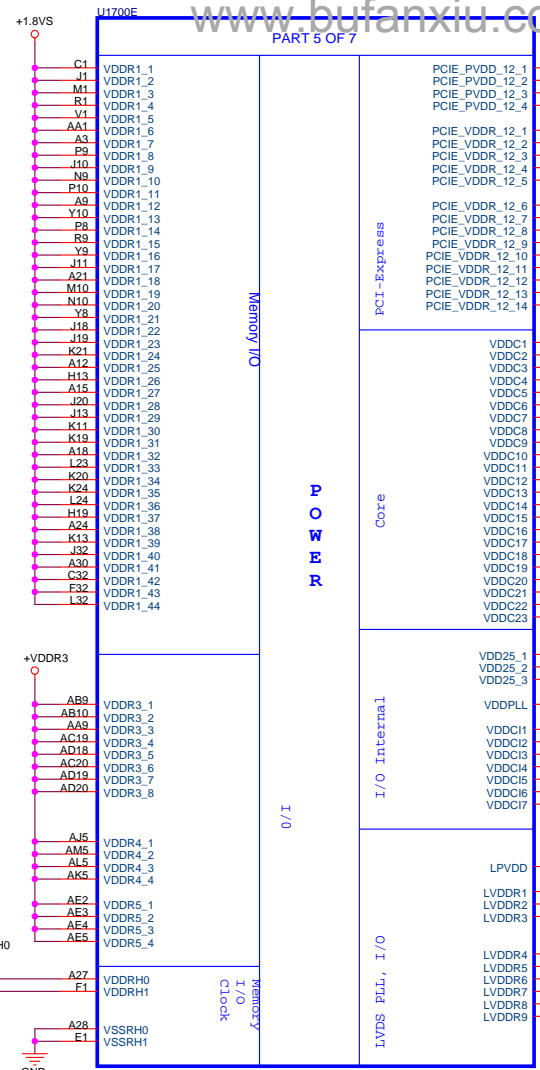 www.bufanxiu.co
U1700E
+1.8VS
PART 5 OF 7
C1 VDDR1_1
J1 VDDR1_2
M1 VDDR1_3
R1 VDDR1_4
V1 VDDR1_5
AA1 VDDR1_6
A3 VDDR1_7
P9 VDDR1_8
J10 VDDR1_9
N9 VDDR1_10
P10 VDDR1_11
A9 VDDR1_12
Y10 VDDR1_13
P8 VDDR1_14
R9 VDDR1_15
Y9 VDDR1_16
J11 VDDR1_17
A21 VDDR1_18
M10 VDDR1_19
N10 VDDR1_20
Y8 VDDR1_21
J18 VDDR1_22
J19 VDDR1_23
K21 VDDR1_24
A12 VDDR1_25
H13 VDDR1_26
A15 VDDR1_27
J20 VDDR1_28
J13 VDDR1_29
K11 VDDR1_30
K19 VDDR1_31
A18 VDDR1_32
L23 VDDR1_33
K20 VDDR1_34
K24 VDDR1_35
L24 VDDR1_36
H19 VDDR1_37
A24 VDDR1_38
K13 VDDR1_39
J32 VDDR1_40
A30 VDDR1_41
C32 VDDR1_42
F32 VDDR1_43
L32 VDDR1_44
Memory I/O
+VDDR3
AB9 VDDR3_1
AB10 VDDR3_2
AA9 VDDR3_3
AC19 VDDR3_4
AD18 VDDR3_5
AC20 VDDR3_6
AD19 VDDR3_7
AD20 VDDR3_8
AJ5 VDDR4_1
AM5 VDDR4_2
AL5 VDDR4_3
AK5 VDDR4_4
AE2 VDDR5_1
AE3 VDDR5_2
AE4 VDDR5_3
AE5 VDDR5_4
I/O
H0
A27 VDDRH0
F1 VDDRH1
A28 VSSRH0
E1 VSSRH1
Memory
I/O
Clock
GND
POWER
PCIE_PVDD_12_1
PCIE_PVDD_12_2
PCIE_PVDD_12_3
PCIE_PVDD_12_4
PCIE_VDDR_12_1
PCIE_VDDR_12_2
PCIE_VDDR_12_3
PCIE_VDDR_12_4
PCIE_VDDR_12_5
PCIE_VDDR_12_6
PCIE_VDDR_12_7
PCIE_VDDR_12_8
PCIE_VDDR_12_9
PCIE_VDDR_12_10
PCIE_VDDR_12_11
PCIE_VDDR_12_12
PCIE_VDDR_12_13
PCIE_VDDR_12_14
PCI-Express
VDDC1
VDDC2
VDDC3
VDDC4
VDDC5
VDDC6
VDDC7
VDDC8
VDDC9
VDDC10
VDDC11
VDDC12
VDDC13
VDDC14
VDDC15
VDDC16
VDDC17
VDDC18
VDDC19
VDDC20
VDDC21
VDDC22
VDDC23
Core
VDD25_1
VDD25_2
VDD25_3
VDDPLL
VDDCI1
VDDCI2
VDDCI3
VDDCI4
VDDCI5
VDDCI6
VDDCI7
I/O Internal
LPVDD
LVDDR1
LVDDR2
LVDDR3
LVDDR4
LVDDR5
LVDDR6
LVDDR7
LVDDR8
LVDDR9
LVDS PLL, I/O